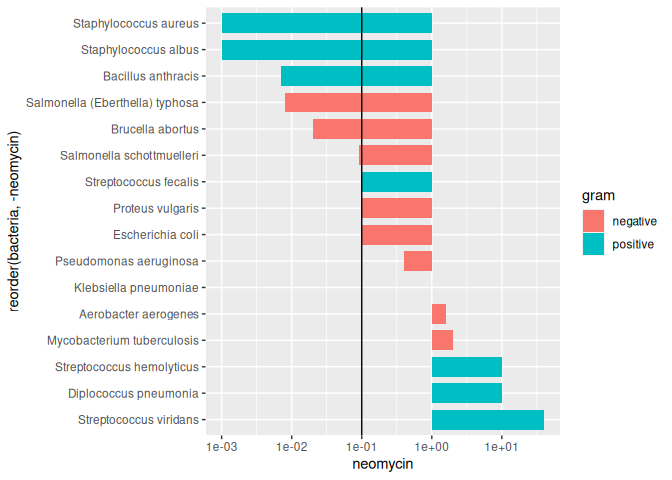 Staphylococcus aureus
Staphylococcus albus
Bacillus anthracis
Salmonella (Eberthella) typhosa
Brucella abortus
Salmonella schottmuelleri
Streptococcus fecalis
Proteus vulgaris
Escherichia coli
Pseudomonas aeruginosa
Klebsiella pneumoniae
Aerobacter aerogenes
Mycobacterium tuberculosis
Streptococcus hemolyticus
Diplococcus pneumonia
Streptococcus viridans
reorder(bacteria, -neomycin)
1e-03 1e-02 1e-01 1e+00 1e+01
neomycin
gram
negative
positive